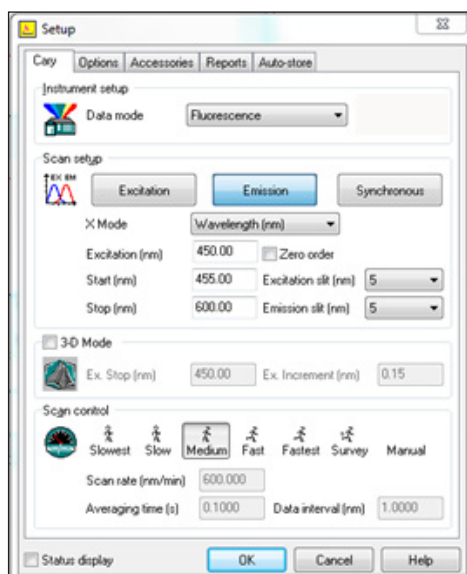 Setup
Cary Options Accessories Reports Auto-store
Instrument setup
Data mode Fluorescence
Scan setup
EX EM Excitation Emission Synchronous
X Mode Wavelength (nm)
Excitation (nm) 450.00 Zero order
Start (nm) 455.00 Excitation slit (nm) 5
Stop (nm) 600.00 Emission slit (nm) 5
3-D Mode
Ex. Stop (nm) 450.00 Ex. Increment (nm) 0.15
Scan control
Slowest Slow Medium Fast Fastest Survey Manual
Scan rate (nm/min) 600.000
Averaging time (s) 0.1000 Data interval (nm) 1.0000
Status display OK Cancel Help